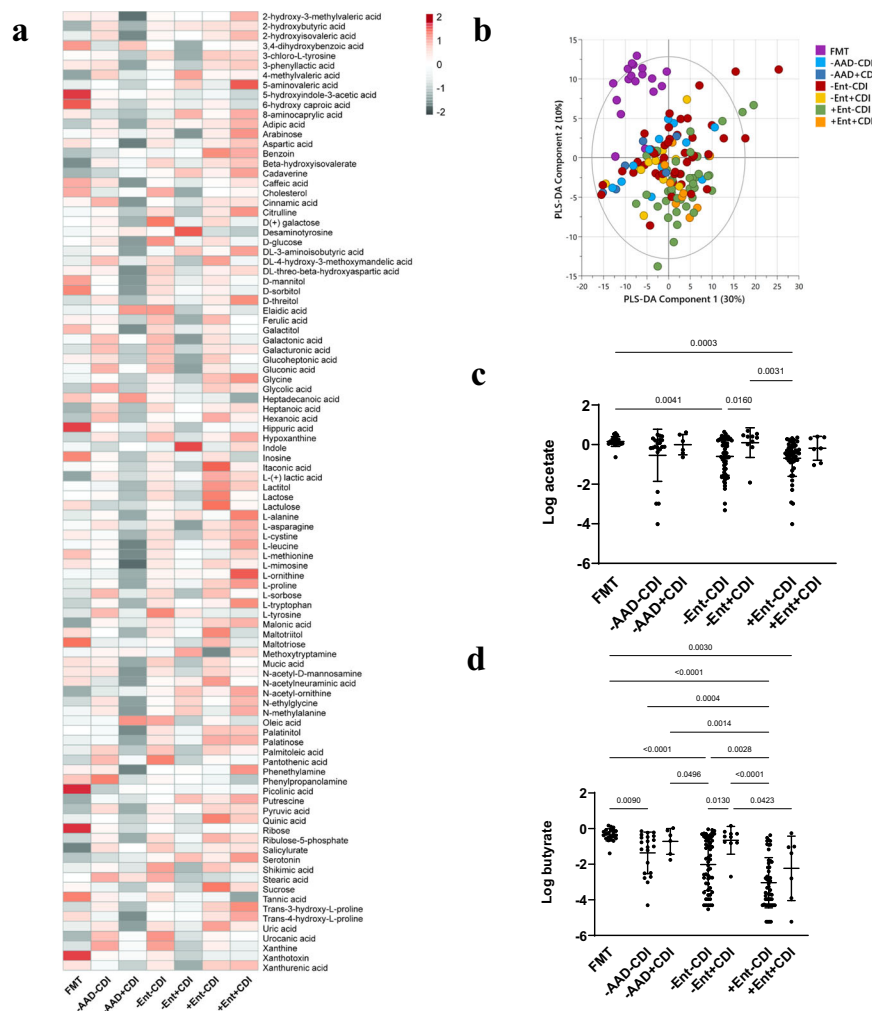 a
2-hydroxy-3-methylvaleric acid
2-hydroxybutyric acid
2-hydroxyisovaleric acid
3,4-dihydroxybenzoic acid
3-chloro-L-tyrosine
3-phenyllactic acid
4-methylvaleric acid
5-aminovaleric acid
5-hydroxyindole-3-acetic acid
6-hydroxy caproic acid
8-aminocaprylic acid
Adipic acid
Arabinose
Aspartic acid
Benzoin
Beta-hydroxyisovalerate
Cadaverine
Caffeic acid
Cholesterol
Cinnamic acid
Citrulline
D(+) galactose
Desaminotyrosine
D-glucose
DL-3-aminoisobutyric acid
DL-4-hydroxy-3-methoxymandelic acid
DL-threo-beta-hydroxyaspartic acid
D-mannitol
D-sorbitol
D-threitol
Elaidic acid
Ferulic acid
Galactitol
Galactonic acid
Galacturonic acid
Glucoheptonic acid
Gluconic acid
Glycine
Glycolic acid
Heptadecanoic acid
Heptanoic acid
Hexanoic acid
Hippuric acid
Hypoxanthine
Indole
Inosine
Itaconic acid
L-(+) lactic acid
Lactitol
Lactose
Lactulose
L-alanine
L-asparagine
L-cystine
L-leucine
L-methionine
L-mimosine
L-ornithine
L-proline
L-sorbose
L-tryptophan
L-tyrosine
Malonic acid
Maltotriitol
Maltotriose
Methoxytryptamine
Mucic acid
N-acetyl-D-mannosamine
N-acetylneuraminic acid
N-acetyl-ornithine
N-ethylglycine
N-methylalanine
Oleic acid
Palatinitol
Palatinose
Palmitoleic acid
Pantothenic acid
Phenethylamine
Phenylpropanolamine
Picolinic acid
Putrescine
Pyruvic acid
Quinic acid
Ribose
Ribulose-5-phosphate
Salicylurate
Serotonin
Shikimic acid
Stearic acid
Sucrose
Tannic acid
Trans-3-hydroxy-L-proline
Trans-4-hydroxy-L-proline
Uric acid
Urocanic acid
Xanthine
Xanthotoxin
Xanthurenic acid
FMT
-AAD-CDI
-AAD+CDI
-Ent-CDI
-Ent+CDI
+Ent-CDI
+Ent+CDI
2
1
0
-1
-2
b
PLS-DA Component 2 (10%)
15
10
5
0
-5
-10
-15
-20
-15
-10
-5
0
5
10
15
20
25
30
PLS-DA Component 1 (30%)
FMT
-AAD-CDI
-AAD+CDI
-Ent-CDI
-Ent+CDI
+Ent-CDI
+Ent+CDI
c
0.0003
0.0031
0.0041
0.0160
Log acetate
2
0
-2
-4
-6
FMT
-AAD-CDI
-AAD+CDI
-Ent-CDI
-Ent+CDI
+Ent-CDI
+Ent+CDI
d
0.0030
<0.0001
0.0004
0.0014
<0.0001
0.0028
0.0496
<0.0001
0.0090
0.0130
0.0423
Log butyrate
2
0
-2
-4
-6
FMT
-AAD-CDI
-AAD+CDI
-Ent-CDI
-Ent+CDI
+Ent-CDI
+Ent+CDI